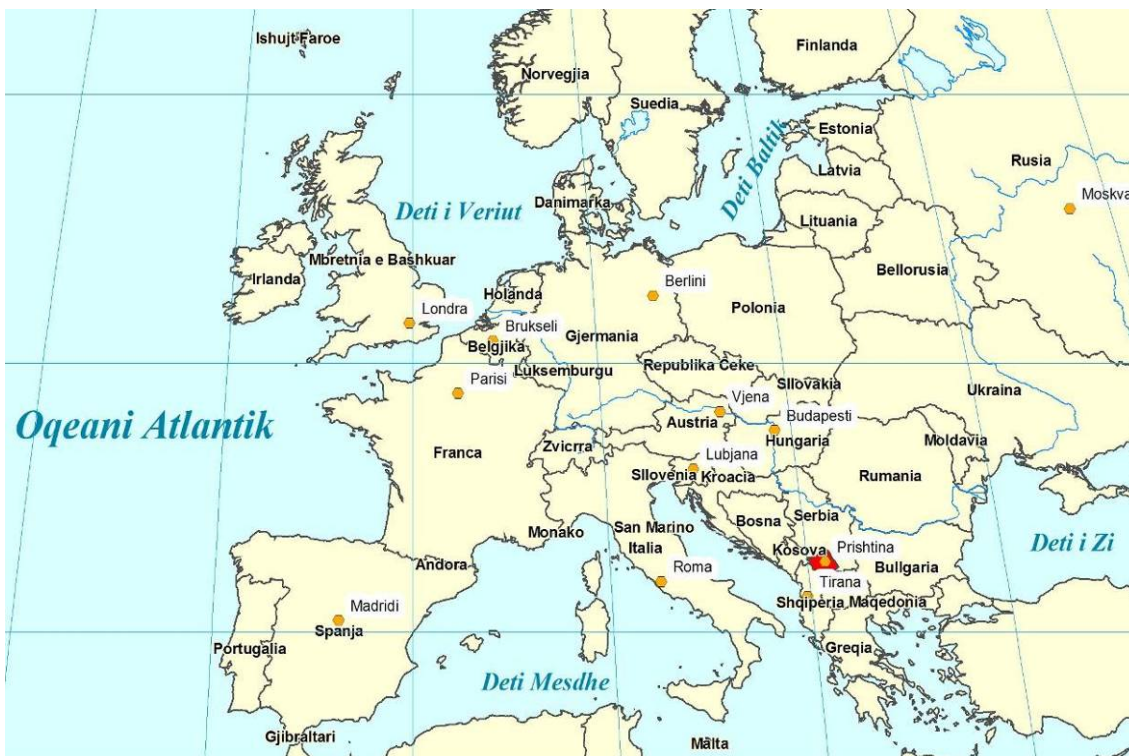 Ishujt Faroe
Norvegjia
Finlanda
Suedia
Estonia
Rusia
Latvia
Deti Baltik
Moskva
Danimarka
Deti i Veriut
Lituania
Mbretnia e Bashkuar
Irlanda
Bellorusia
Berlini
Holanda
Polonia
Londra
Brukseli
Gjermania
Belgjika
Republika Ceke
Luksemburgu
Parisi
Sllovakia
Ukraina
Vjena
Budapesti
Oqeani Atlantik
Austria
Hungaria
Moldavia
Franca
Zvicrra
Lubjana
Sllovenia
Kroacia
Rumania
Serbia
Bosna
San Marino
Monako
Italia
Deti i Zi
Kosova
Prishtina
Andora
Roma
Bullgaria
Tirana
Shqiperia
Maqedonia
Madridi
Spanja
Portugalia
Greqia
Deti Mesdhe
Gjibraltari
Malta